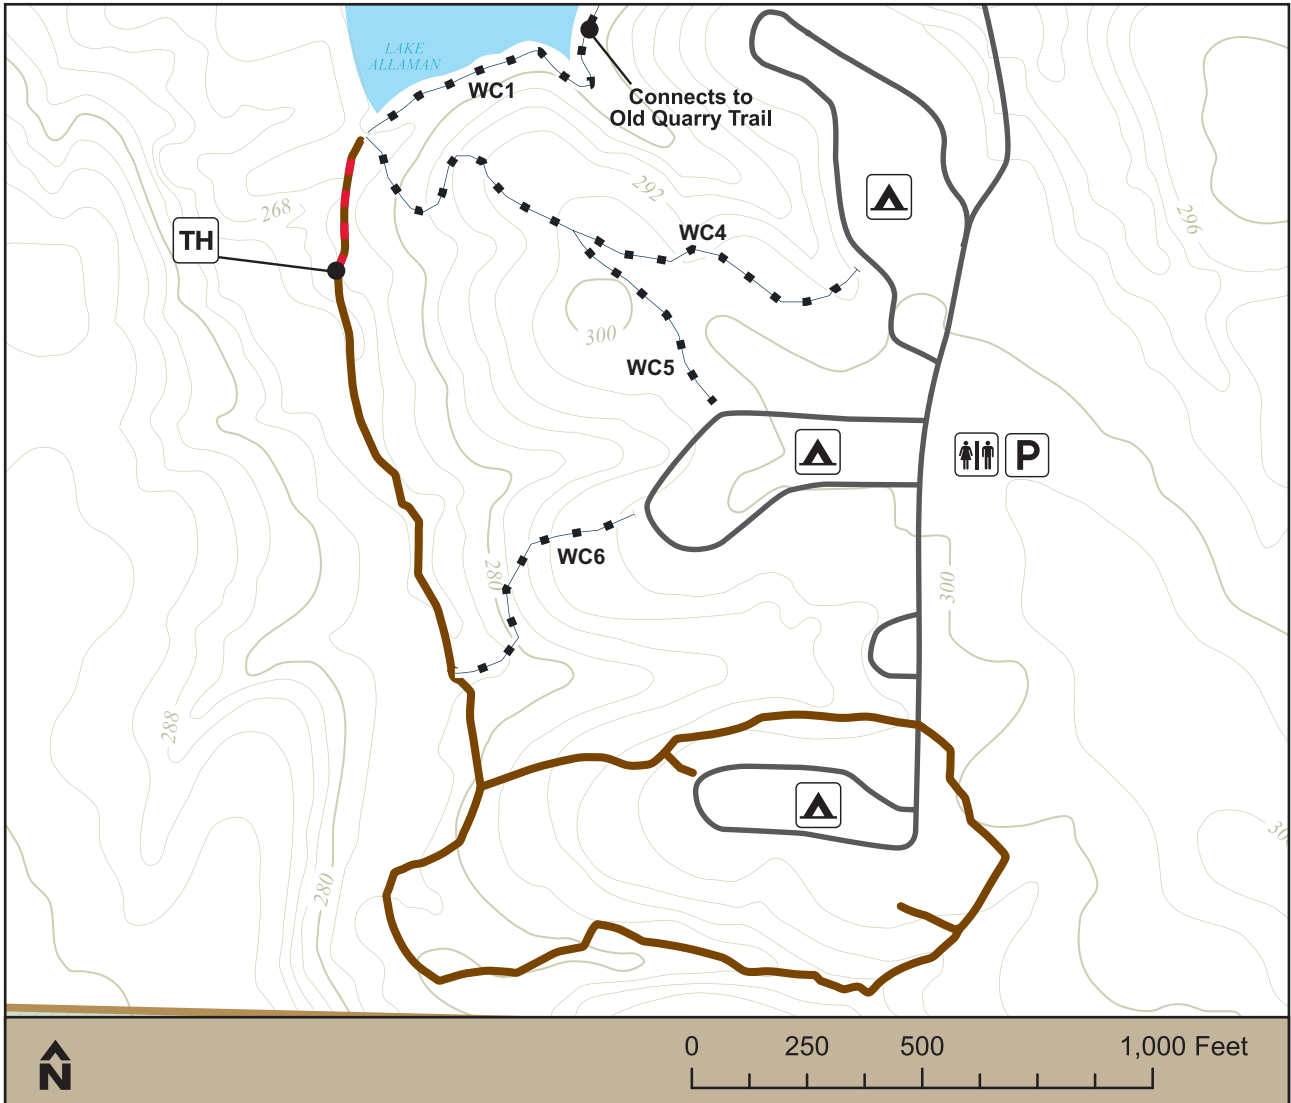 LAKE
ALLAMAN
WC1
Connects to
Old Quarry Trail
292
268
296
TH
WC4
300
WC5
P
WC6
280
300
288
280
N
0 250 500 1,000 Feet